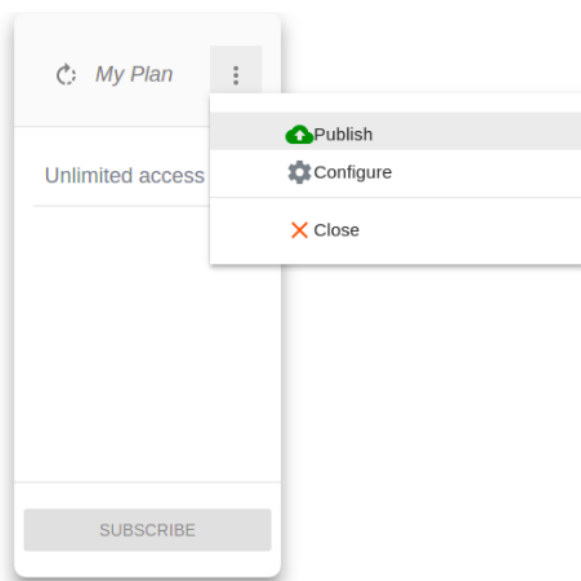 My Plan
Publish
Unlimited access
Configure
Close
SUBSCRIBE